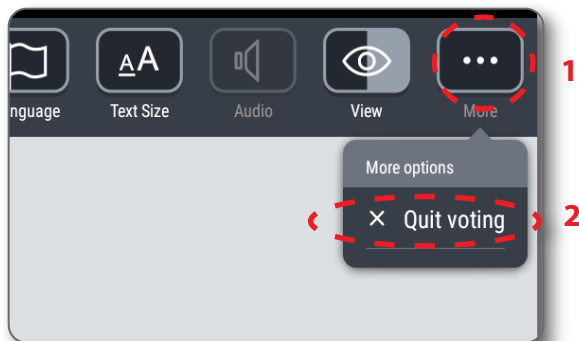 nguage
Text Size
Audio
View
More
1
More options
× Quit voting
2